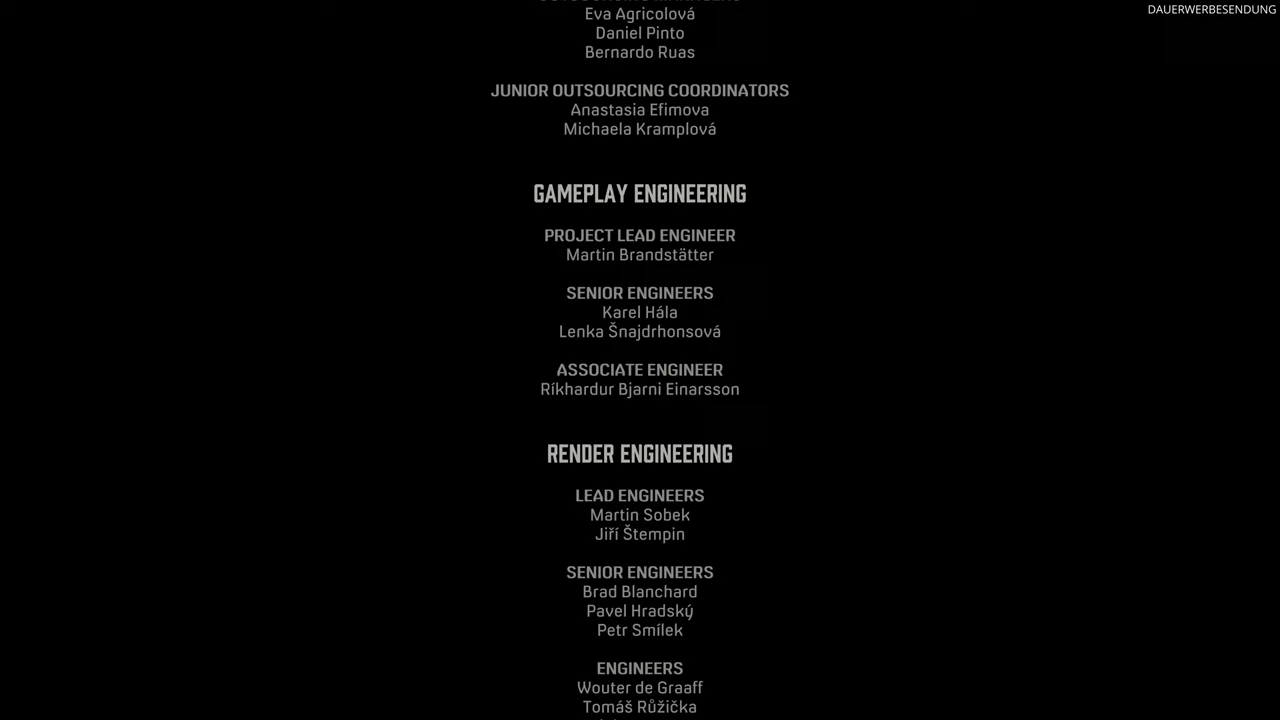 DAUERWERBESENDUNG
Eva Agricolová
Daniel Pinto
Bernardo Ruas
JUNIOR OUTSOURCING COORDINATORS
Anastasia Efimova
Michaela Kramplová
GAMEPLAY ENGINEERING
PROJECT LEAD ENGINEER
Martin Brandstätter
SENIOR ENGINEERS
Karel Hála
Lenka Šnajdrhonsová
ASSOCIATE ENGINEER
Ríkhardur Bjarni Einarsson
RENDER ENGINEERING
LEAD ENGINEERS
Martin Sobek
Jiří Štempin
SENIOR ENGINEERS
Brad Blanchard
Pavel Hradský
Petr Smílek
ENGINEERS
Wouter de Graaff
Tomáš Růžička